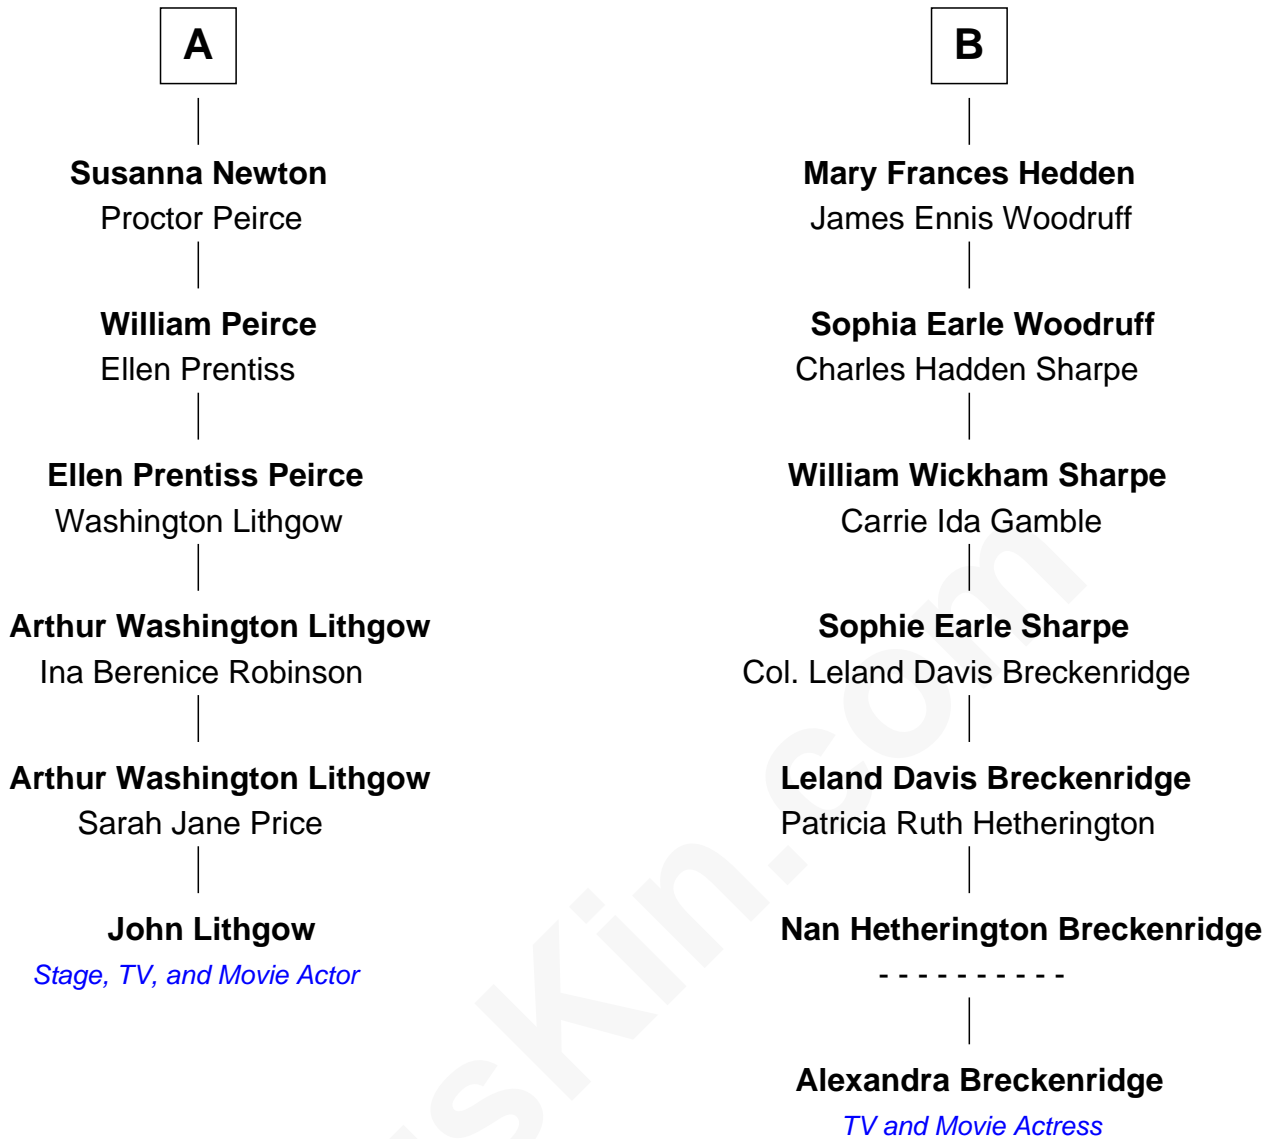 A
Susanna Newton
Proctor Peirce
William Peirce
Ellen Prentiss
Ellen Prentiss Peirce
Washington Lithgow
Arthur Washington Lithgow
Ina Berenice Robinson
Arthur Washington Lithgow
Sarah Jane Price
John Lithgow
Stage, TV, and Movie Actor
B
Mary Frances Hedden
James Ennis Woodruff
Sophia Earle Woodruff
Charles Hadden Sharpe
William Wickham Sharpe
Carrie Ida Gamble
Sophie Earle Sharpe
Col. Leland Davis Breckenridge
Leland Davis Breckenridge
Patricia Ruth Hetherington
Nan Hetherington Breckenridge
- - - - - - - - - -
Alexandra Breckenridge
TV and Movie Actress